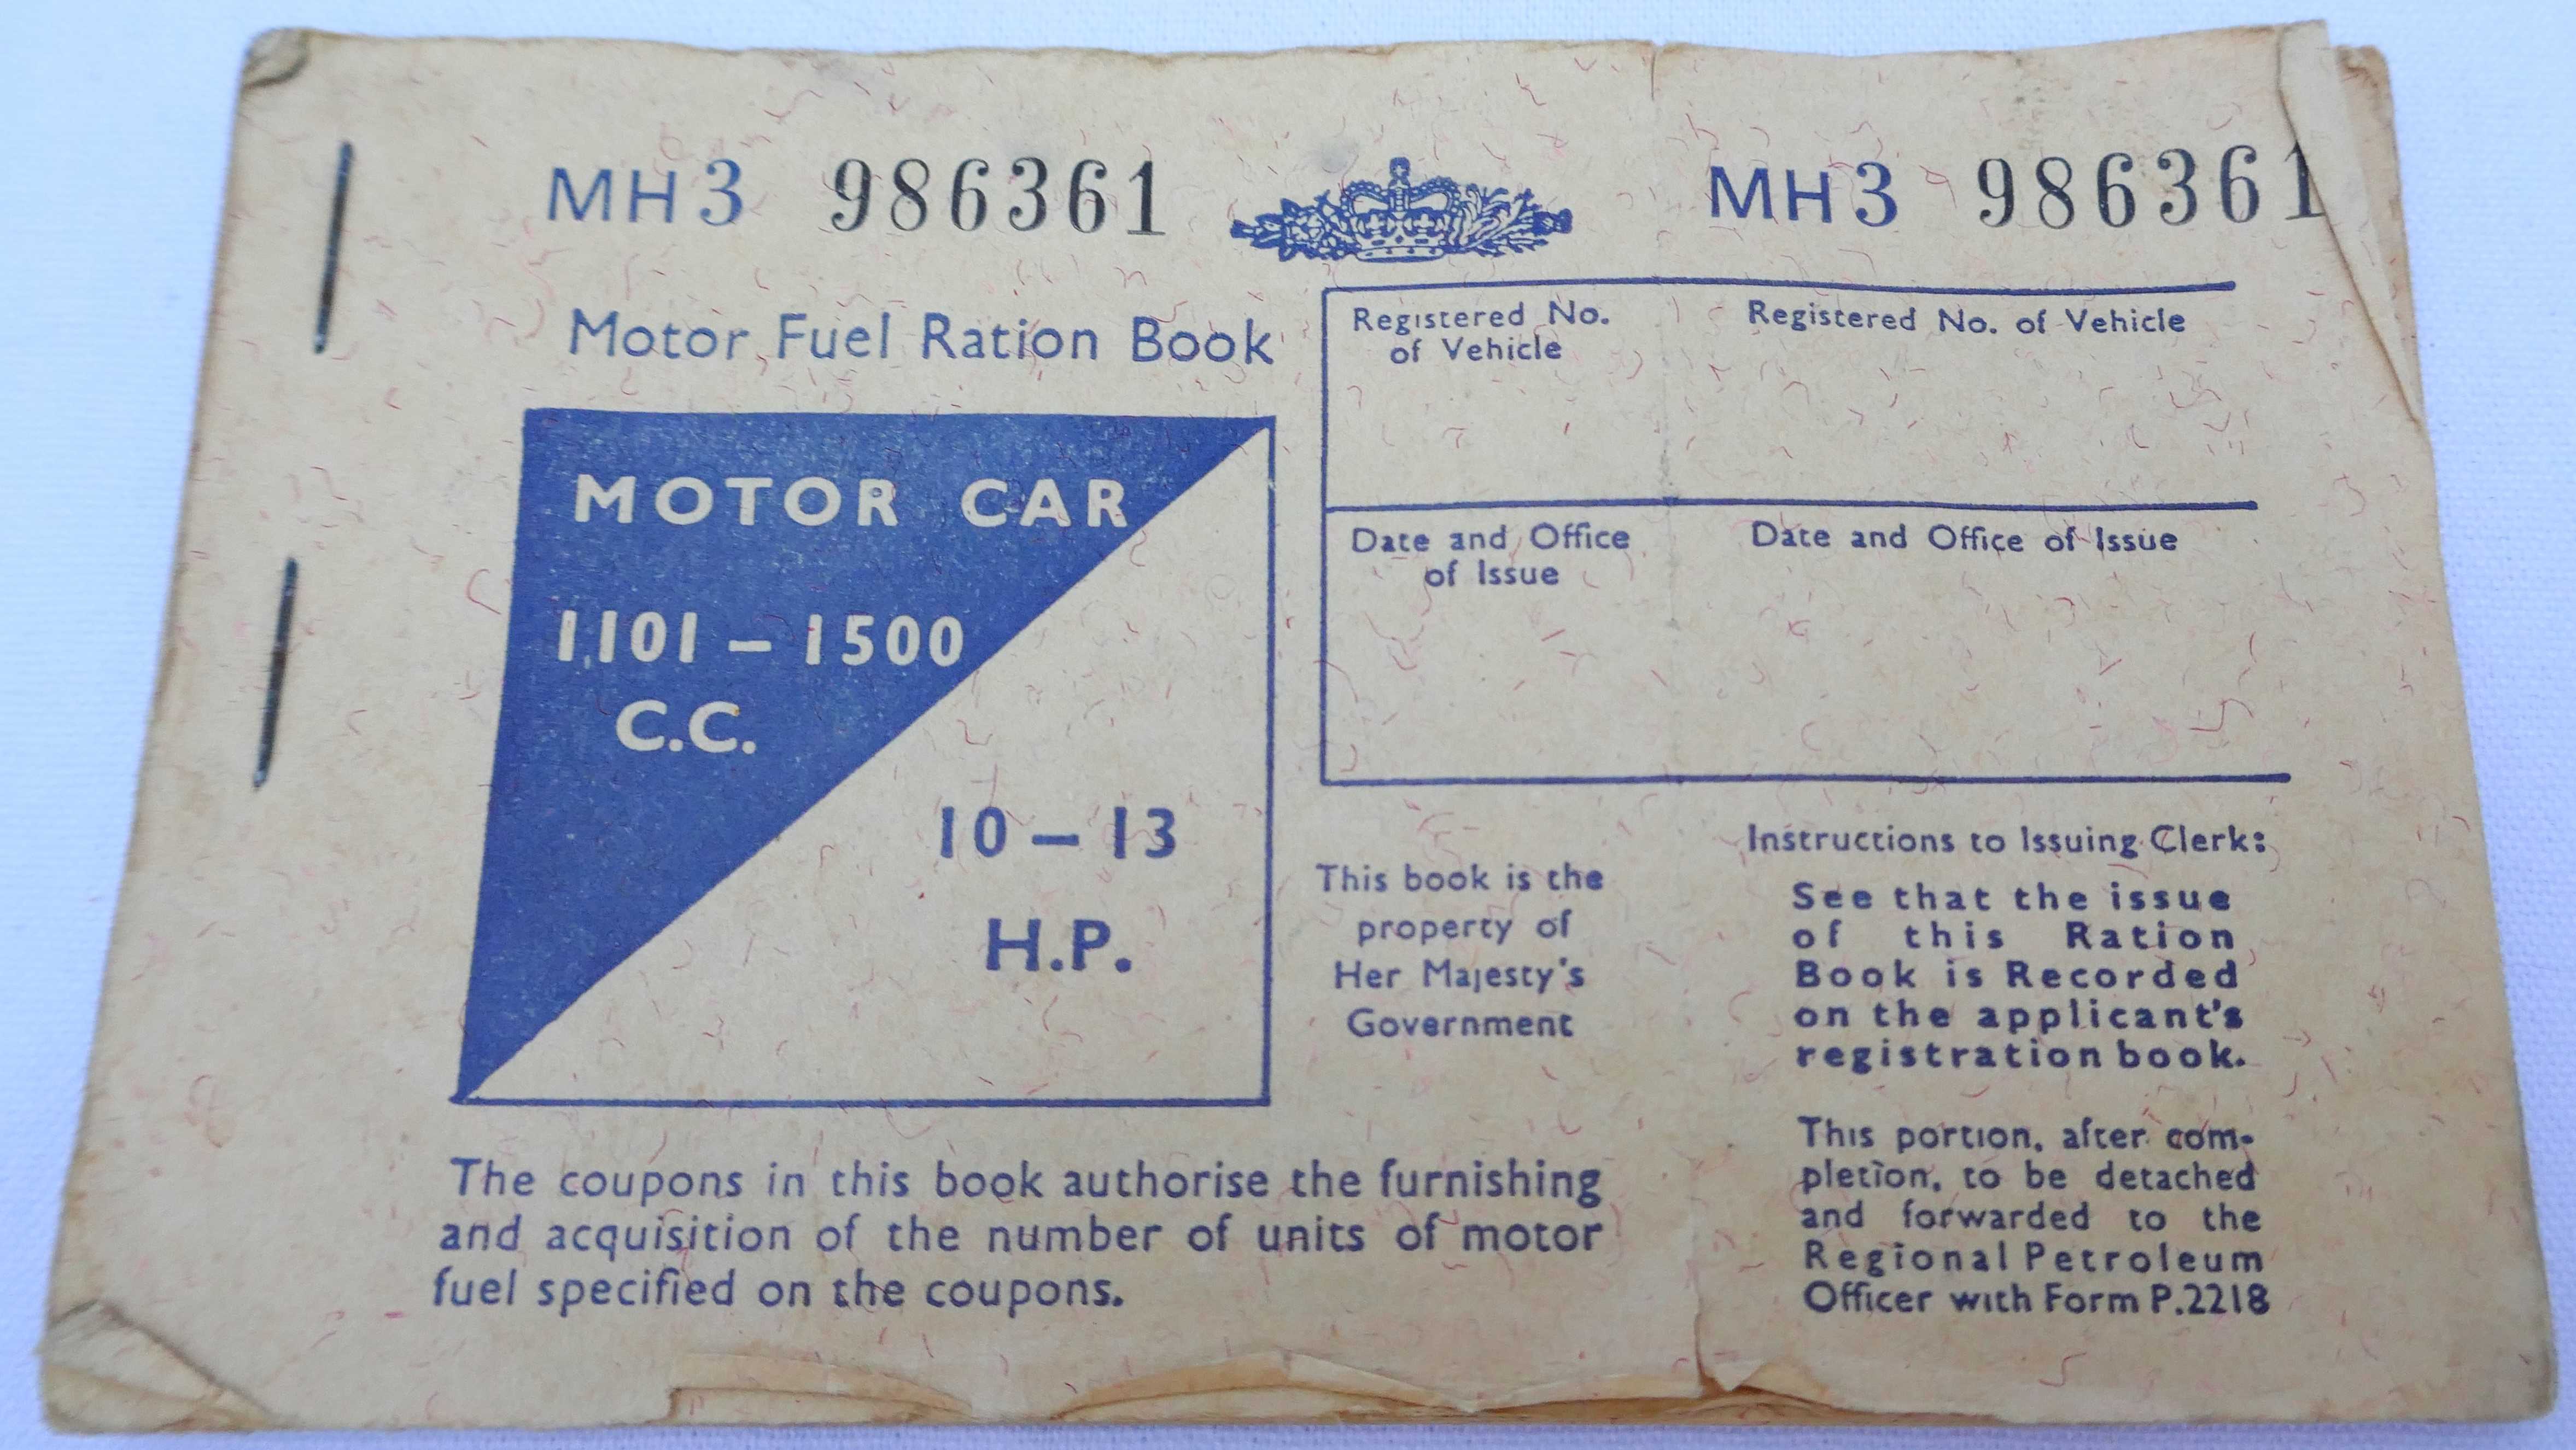 MH3 986361
MH3 986361
Motor Fuel Ration Book
MOTOR CAR
1101 – 1500
C.C.
10 – 13
H.P.
The coupons in this book authorise the furnishing
and acquisition of the number of units of motor
fuel specified on the coupons.
Registered No.
of Vehicle
Registered No. of Vehicle
Date and Office
of Issue
Date and Office of Issue
This book is the
property of
Her Majesty's
Government
Instructions to Issuing Clerk:
See that the issue
of this Ration
Book is Recorded
on the applicant's
registration book.
This portion, after com-
pletion, to be detached
and forwarded to the
Regional Petroleum
Officer with Form P.2218